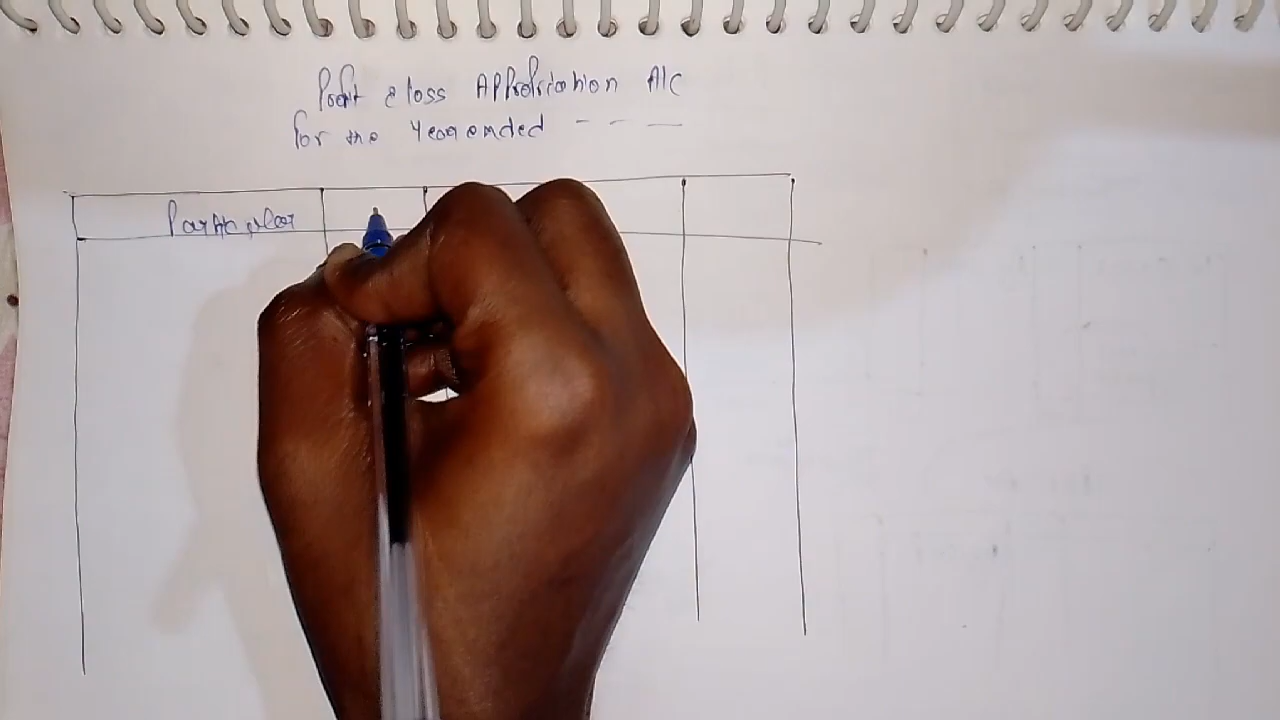 Profit & loss Appropriation A/c
for the Year ended - - -
Particular